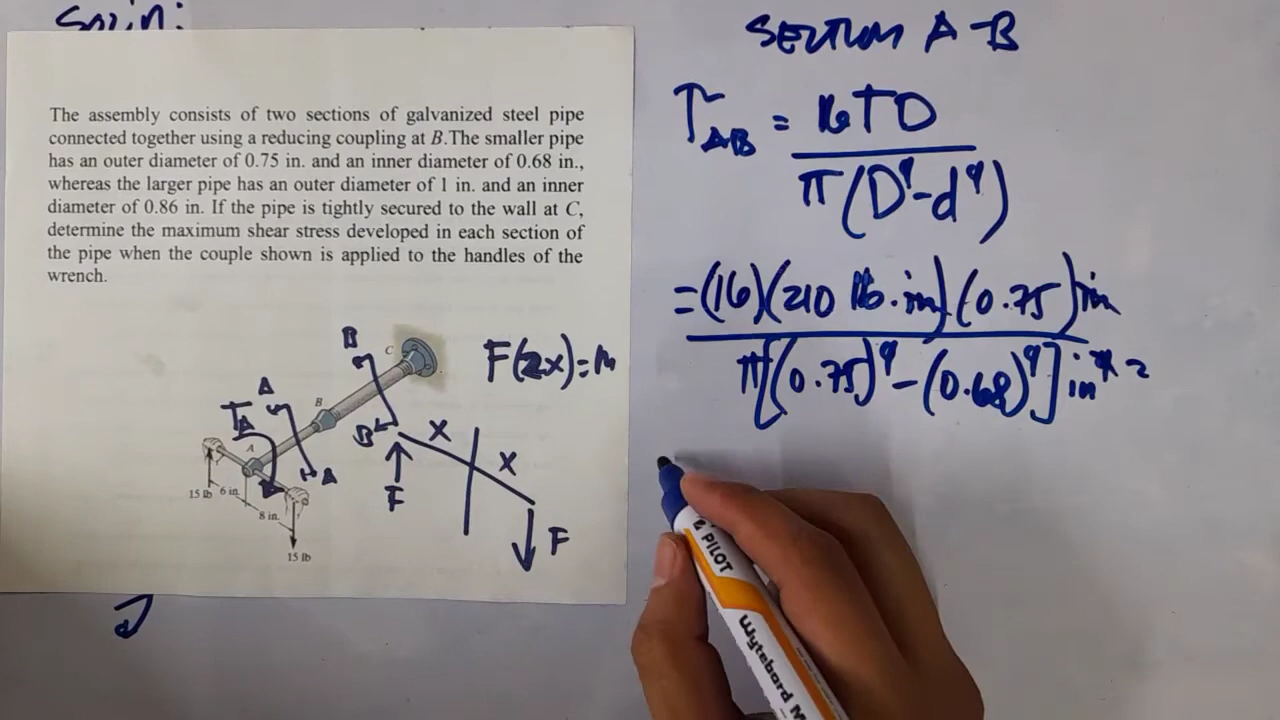 Soln:
The assembly consists of two sections of galvanized steel pipe
connected together using a reducing coupling at B. The smaller pipe
has an outer diameter of 0.75 in. and an inner diameter of 0.68 in.,
whereas the larger pipe has an outer diameter of 1 in. and an inner
diameter of 0.86 in. If the pipe is tightly secured to the wall at C,
determine the maximum shear stress developed in each section of
the pipe when the couple shown is applied to the handles of the
wrench.
B
C
F(2x)=M
A
B
TA
B
x
A
A
x
15 lb
6 in.
F
8 in.
F
15 lb
SECTION A-B
τAB = 16TD
π(D⁴-d⁴)
=(16)(210 lb.in)(0.75)in
π[(0.75)⁴-(0.68)⁴]in
PILOT
Wyteboard M